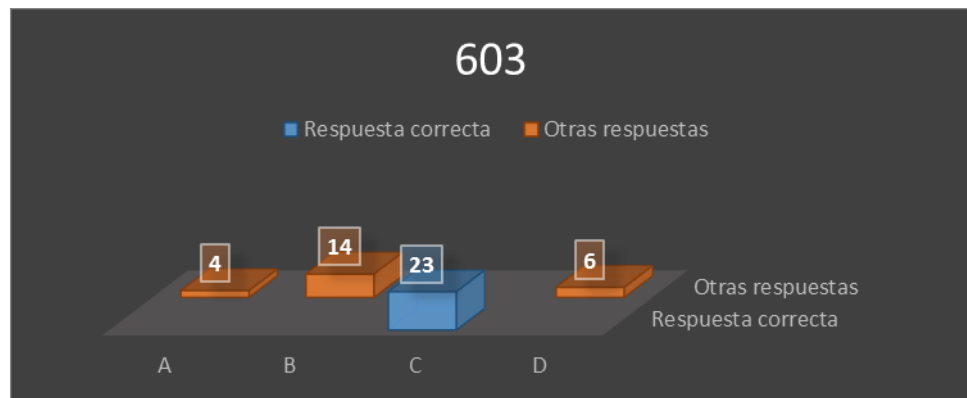 603
Respuesta correcta Otras respuestas
4 14 23 6
Otras respuestas
Respuesta correcta
A B C D